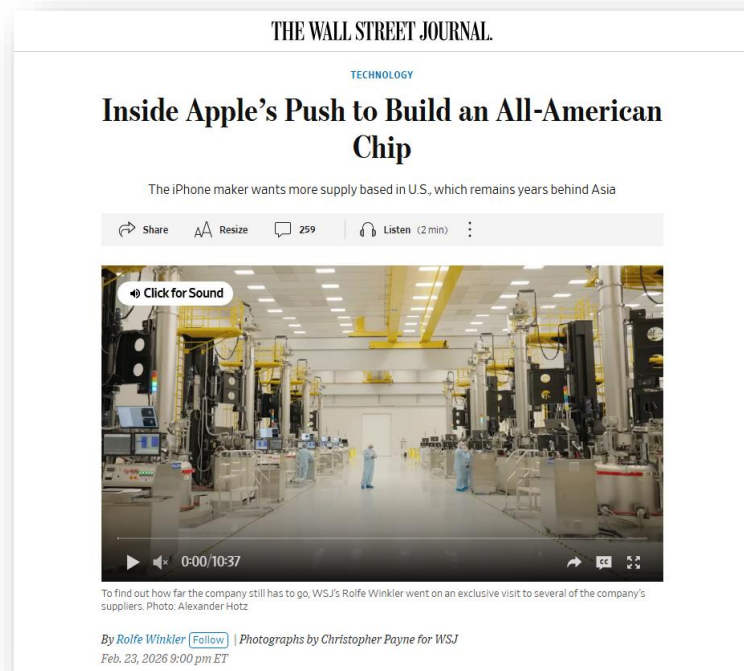 THE WALL STREET JOURNAL.
TECHNOLOGY
Inside Apple's Push to Build an All-American
Chip
The iPhone maker wants more supply based in U.S., which remains years behind Asia
Share AA Resize 259 Listen (2 min)
Click for Sound
0:00/10:37 CC
To find out how far the company still has to go, WSJ's Rolfe Winkler went on an exclusive visit to several of the company's
suppliers. Photo: Alexander Hotz
By Rolfe Winkler Follow | Photographs by Christopher Payne for WSJ
Feb. 23, 2026 9:00 pm ET